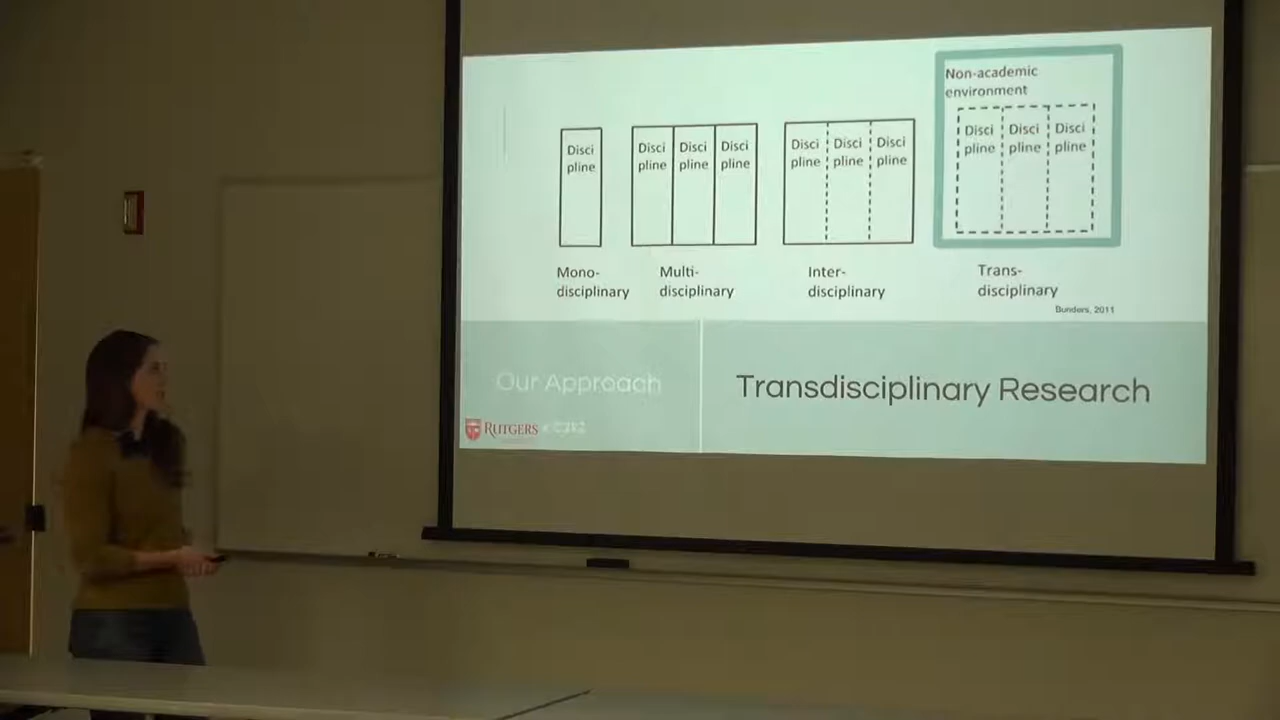 Non-academic
environment
Disci
pline
Disci Disci Disci
pline pline pline
Disci Disci Disci
pline pline pline
Disci Disci Disci
pline pline pline
Mono-
disciplinary
Multi-
disciplinary
Inter-
disciplinary
Trans-
disciplinary
Bunders, 2011
Our Approach
Transdisciplinary Research
RUTGERS